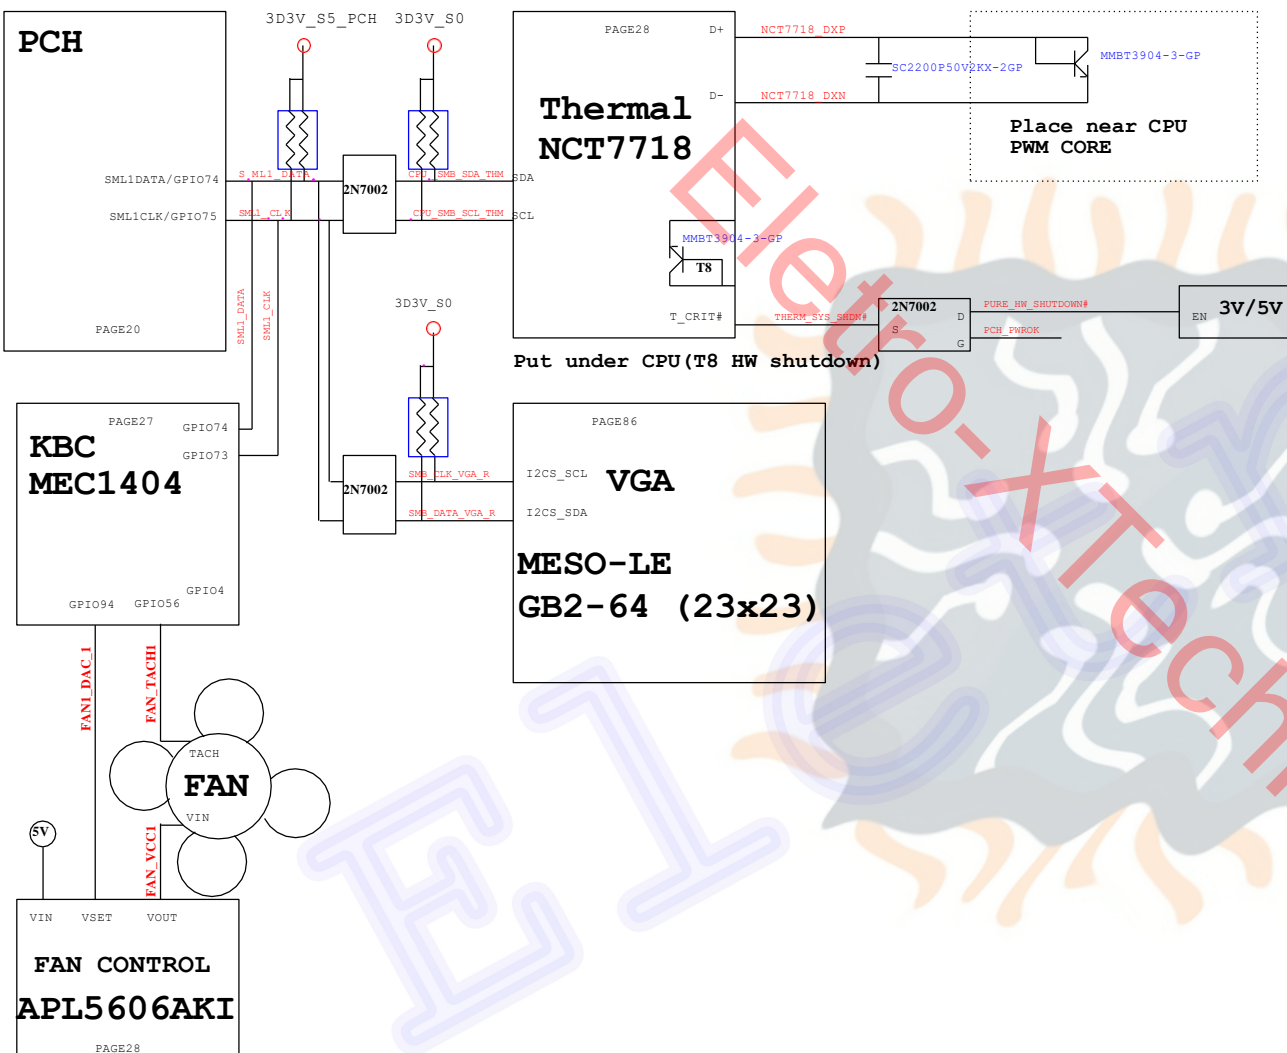 3D3V_S5_PCH
3D3V_S0
PCH
SML1DATA/GPIO74
SML1CLK/GPIO75
PAGE20
S_ML1_DATA
SML1_CLK
2N7002
CPU_SMB_SDA_THM
CPU_SMB_SCL_THM
SDA
SCL
PAGE28
Thermal
NCT7718
D+
D-
NCT7718_DXP
NCT7718_DXN
SC2200P50V2KX-2GP
MMBT3904-3-GP
Place near CPU
PWM CORE
MMBT3904-3-GP
T8
T_CRIT#
THERM_SYS_SHDN#
Put under CPU(T8 HW shutdown)
2N7002
D
S
G
PURE_HW_SHUTDOWN#
PCH_PWROK
EN
3V/5V
SML1_DATA
SML1_CLK
3D3V_S0
2N7002
SMB_CLK_VGA_R
SMB_DATA_VGA_R
PAGE86
I2CS_SCL
I2CS_SDA
VGA
MESO-LE
GB2-64 (23x23)
PAGE27
GPIO74
GPIO73
KBC
MEC1404
GPIO4
GPIO94
GPIO56
FAN1_DAC_1
FAN_TACH1
TACH
FAN
VIN
FAN_VCC1
5V
VIN
VSET
VOUT
FAN CONTROL
APL5606AKI
PAGE28
Eletro-XTech